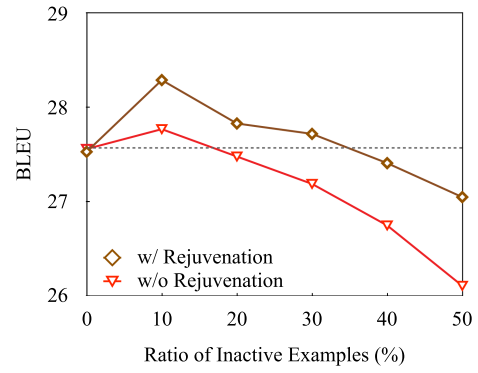 29
28
27
26
BLEU
w/ Rejuvenation
w/o Rejuvenation
0 10 20 30 40 50
Ratio of Inactive Examples (%)